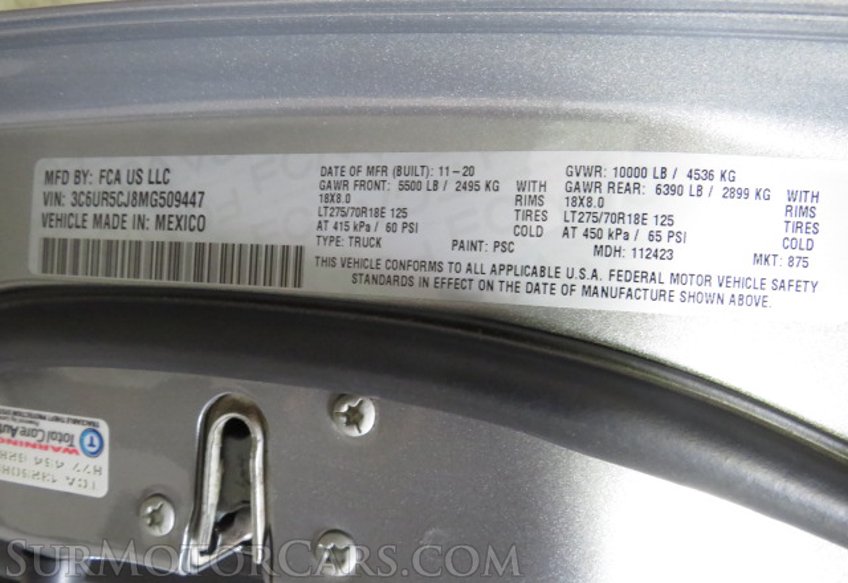 MFD BY: FCA US LLC
VIN: 3C6UR5CJ8MG509447
VEHICLE MADE IN: MEXICO
DATE OF MFR (BUILT): 11-20
GAWR FRONT: 5500 LB / 2495 KG WITH
18X8.0 RIMS
LT275/70R18E 125 TIRES
AT 415 kPa / 60 PSI COLD
TYPE: TRUCK PAINT: PSC
GVWR: 10000 LB / 4536 KG
GAWR REAR: 6390 LB / 2899 KG WITH
18X8.0 RIMS
LT275/70R18E 125 TIRES
AT 450 kPa / 65 PSI COLD
MDH: 112423 MKT: 875
THIS VEHICLE CONFORMS TO ALL APPLICABLE U.S.A. FEDERAL MOTOR VEHICLE SAFETY
STANDARDS IN EFFECT ON THE DATE OF MANUFACTURE SHOWN ABOVE.
TRACEABLE THEFT PROTECTION
Total Care Auto
WARNING
SurMotorCars.com